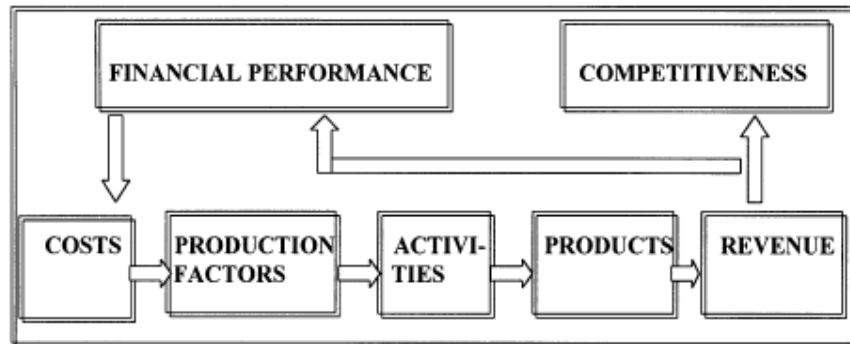 FINANCIAL PERFORMANCE
COMPETITIVENESS
COSTS
PRODUCTION
FACTORS
ACTIVI-
TIES
PRODUCTS
REVENUE